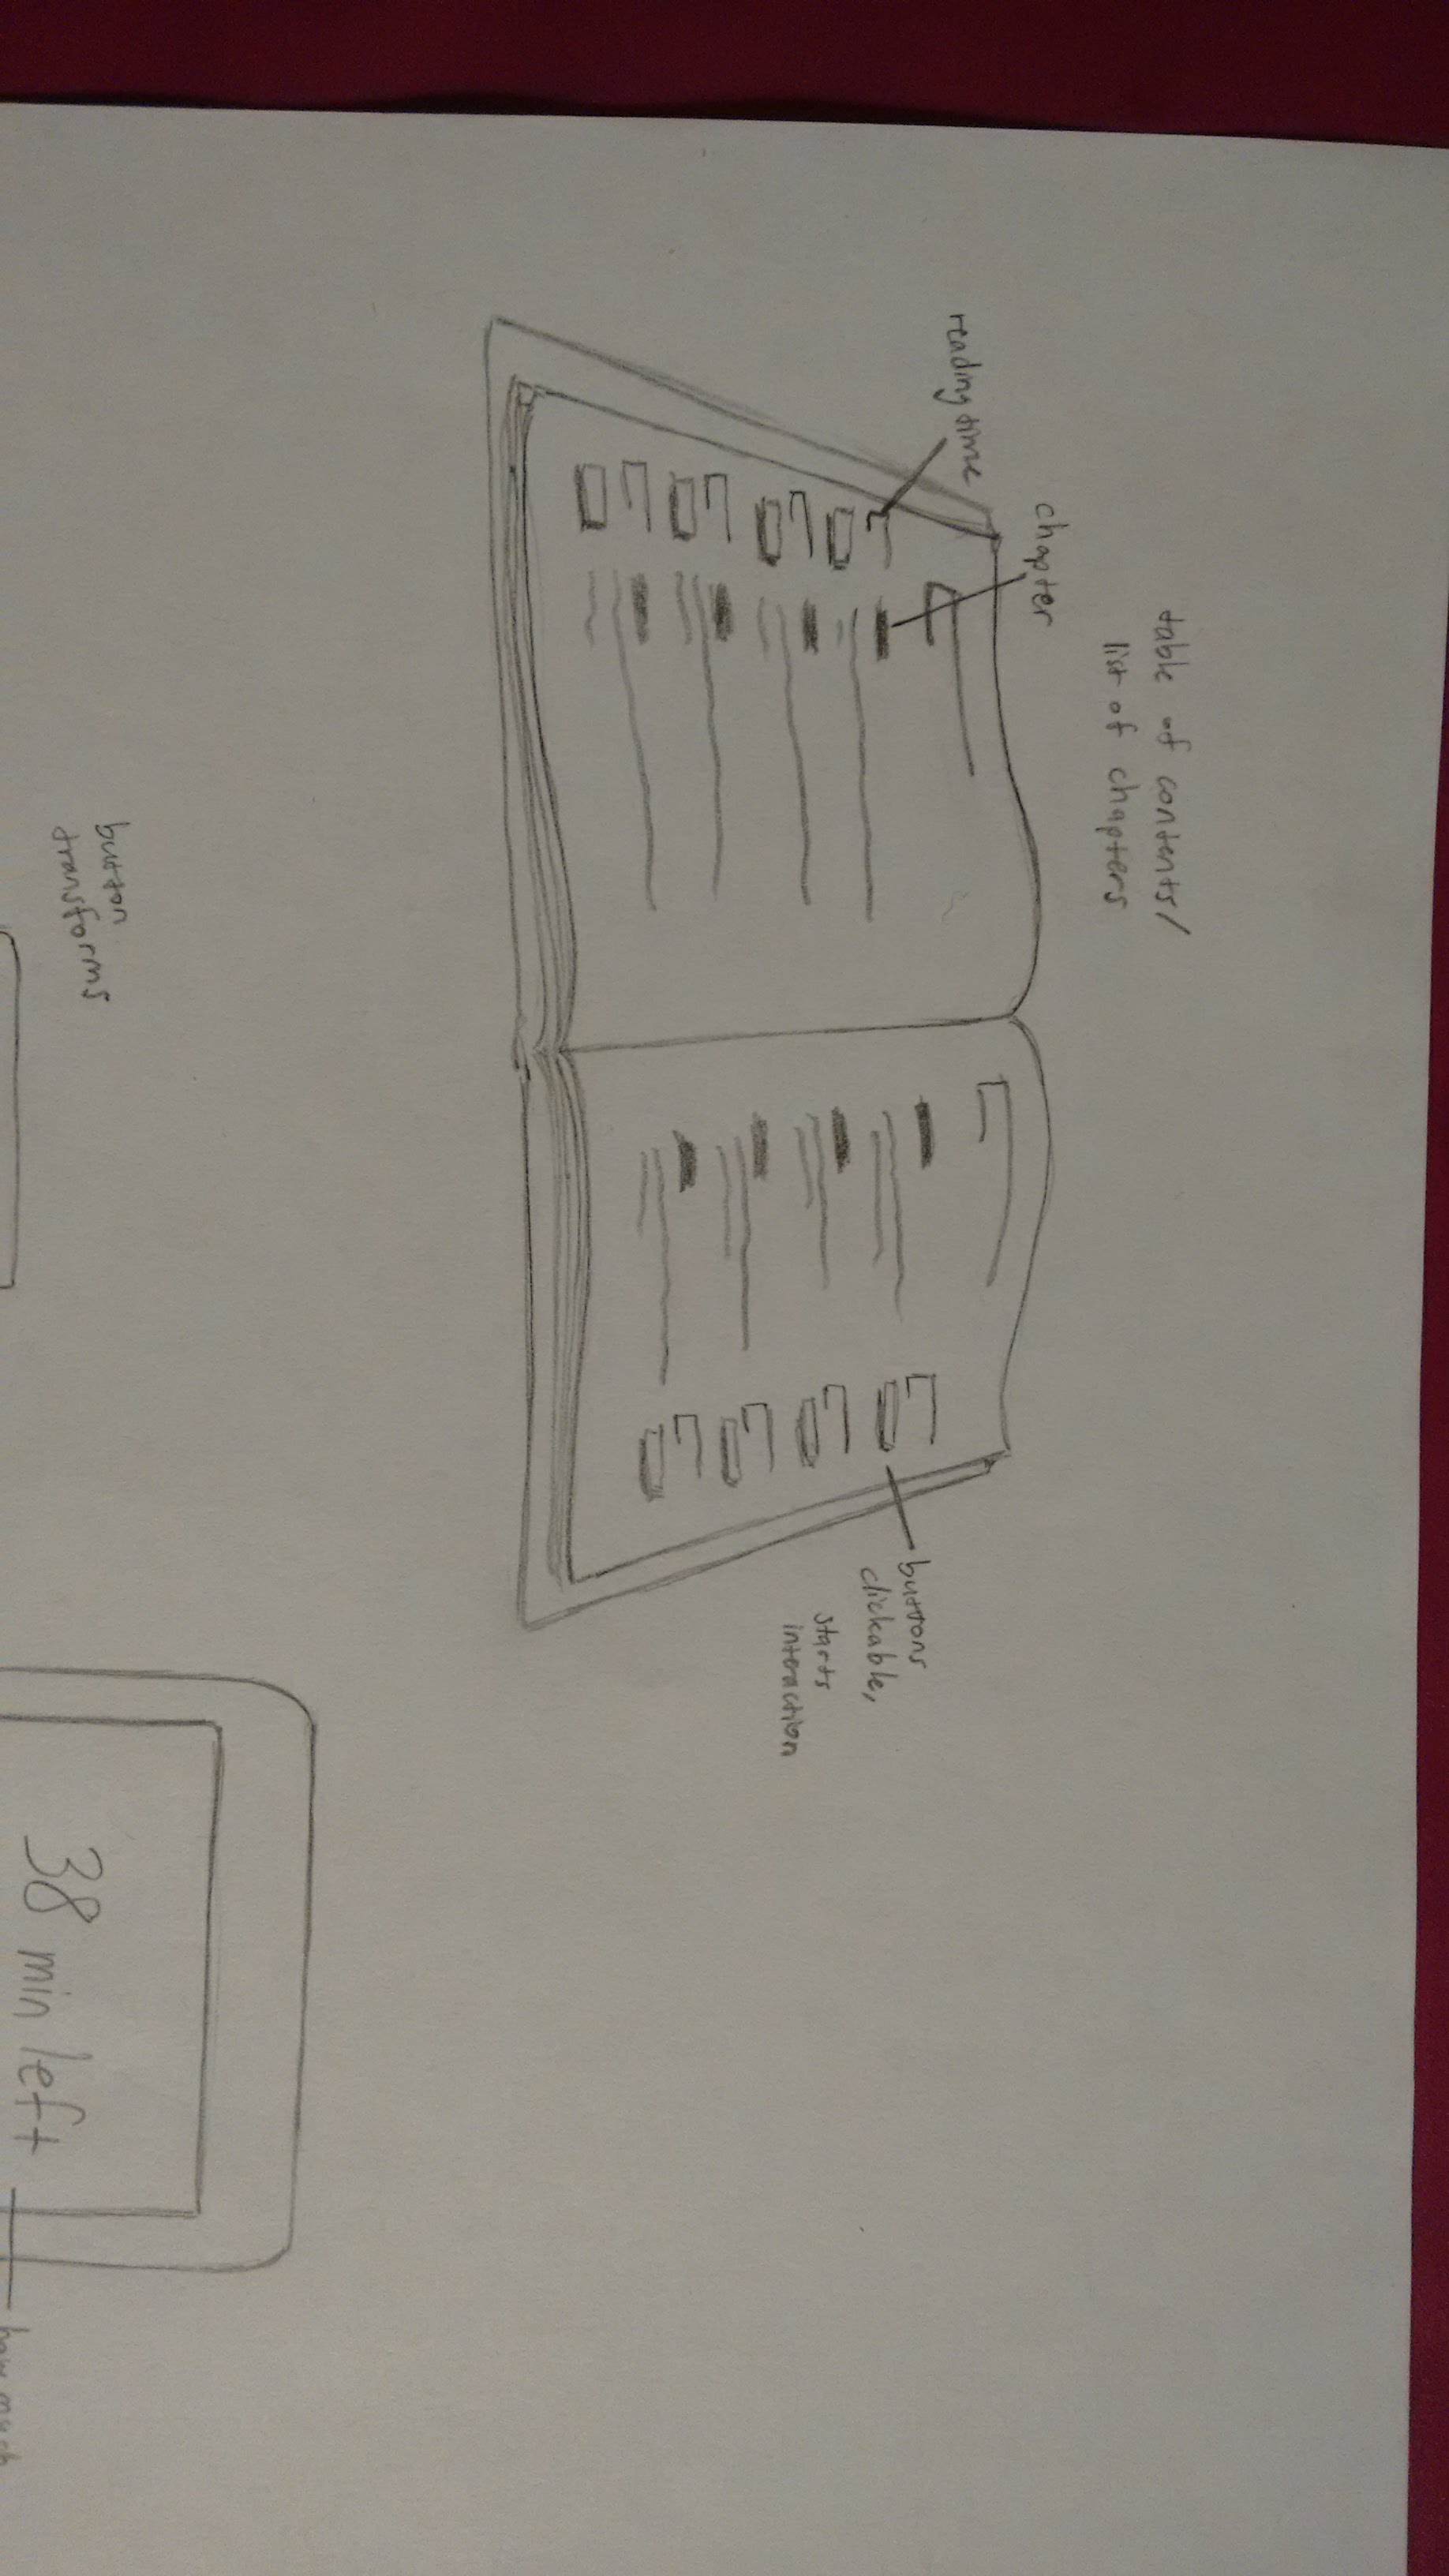 table of contents/
list of chapters
chapter
reading time
buttons
clickable,
starts
interaction
button
transforms
38 min left
how much